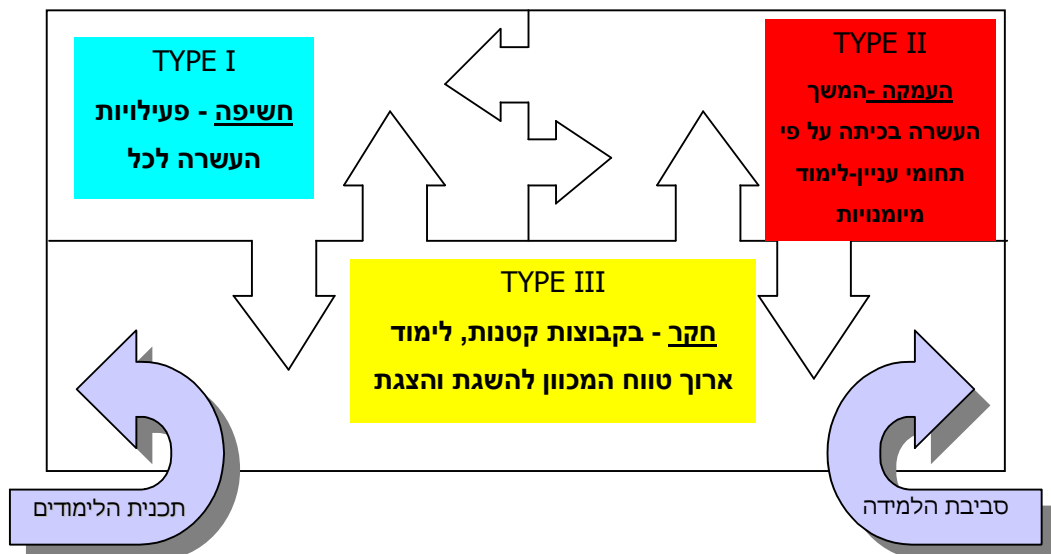 TYPE I
חשיפה - פעילויות
העשרה לכל
TYPE II
העמקה -המשך
העשרה בכיתה על פי
תחומי עניין-לימוד
מיומנויות
TYPE III
חקר - בקבוצות קטנות, לימוד
ארוך טווח המכוון להשגת והצגת
תכנית הלימודים
סביבת הלמידה